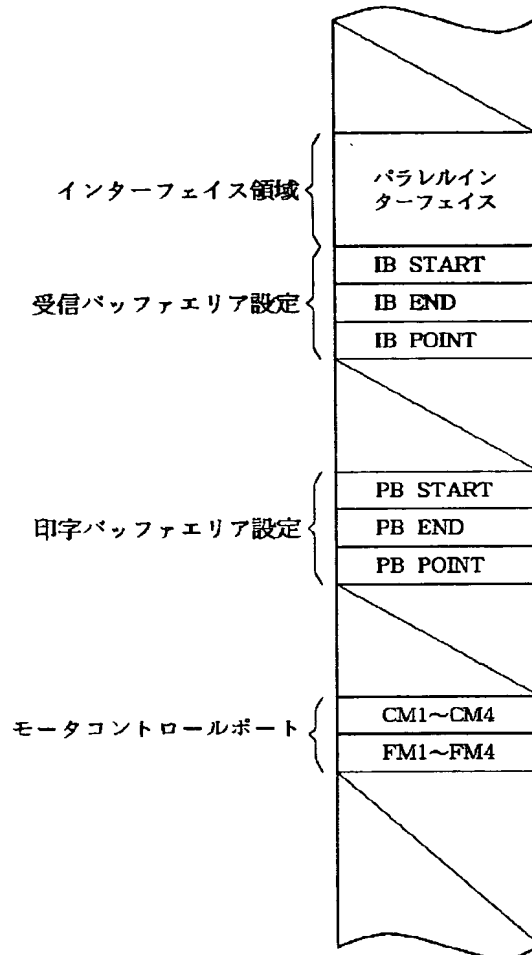 インターフェイス領域
パラレルイン
ターフェイス
受信バッファエリア設定
IB START
IB END
IB POINT
印字バッファエリア設定
PB START
PB END
PB POINT
モータコントロールポート
CM1～CM4
FM1～FM4